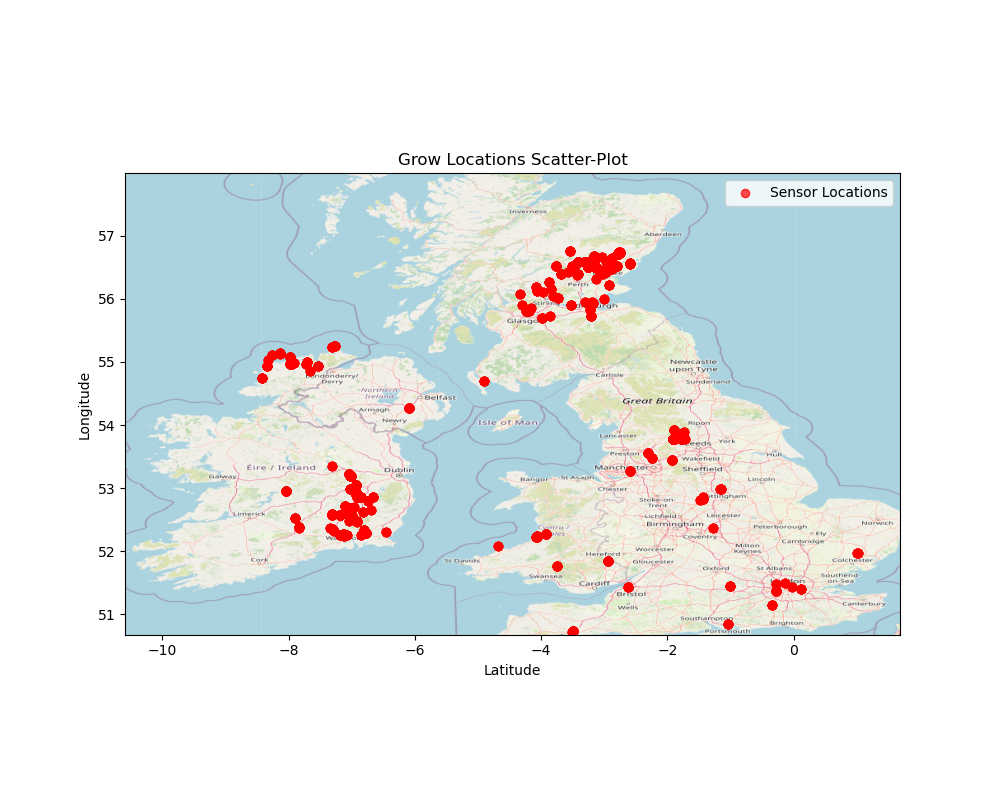 Grow Locations Scatter-Plot
Sensor Locations
57
56
55
54
53
52
51
Longitude
−10
−8
−6
−4
−2
0
Latitude
Inverness
Aberdeen
Perth
Stirling
Glasgow
Newcastle
upon Tyne
Sunderland
Carlisle
Londonderry/
Derry
Northern
Ireland
Belfast
Armagh
Newry
Isle of Man
Great Britain
Ripon
Lancaster
York
Leeds
Preston
Hull
Wakefield
Manchester
Sheffield
Éire / Ireland
Dublin
Galway
Bangor
St Asaph
Lincoln
Chester
Stoke-on-
Trent
Nottingham
Limerick
Lichfield
Leicester
Birmingham
Peterborough
Norwich
Coventry
Ely
Cork
Cymru
Worcester
Milton
Keynes
Cambridge
Hereford
Gloucester
Colchester
St Davids
Swansea
Oxford
St Albans
Southend
-on-Sea
Cardiff
Bristol
London
Wells
Canterbury
Southampton
Brighton
Portsmouth